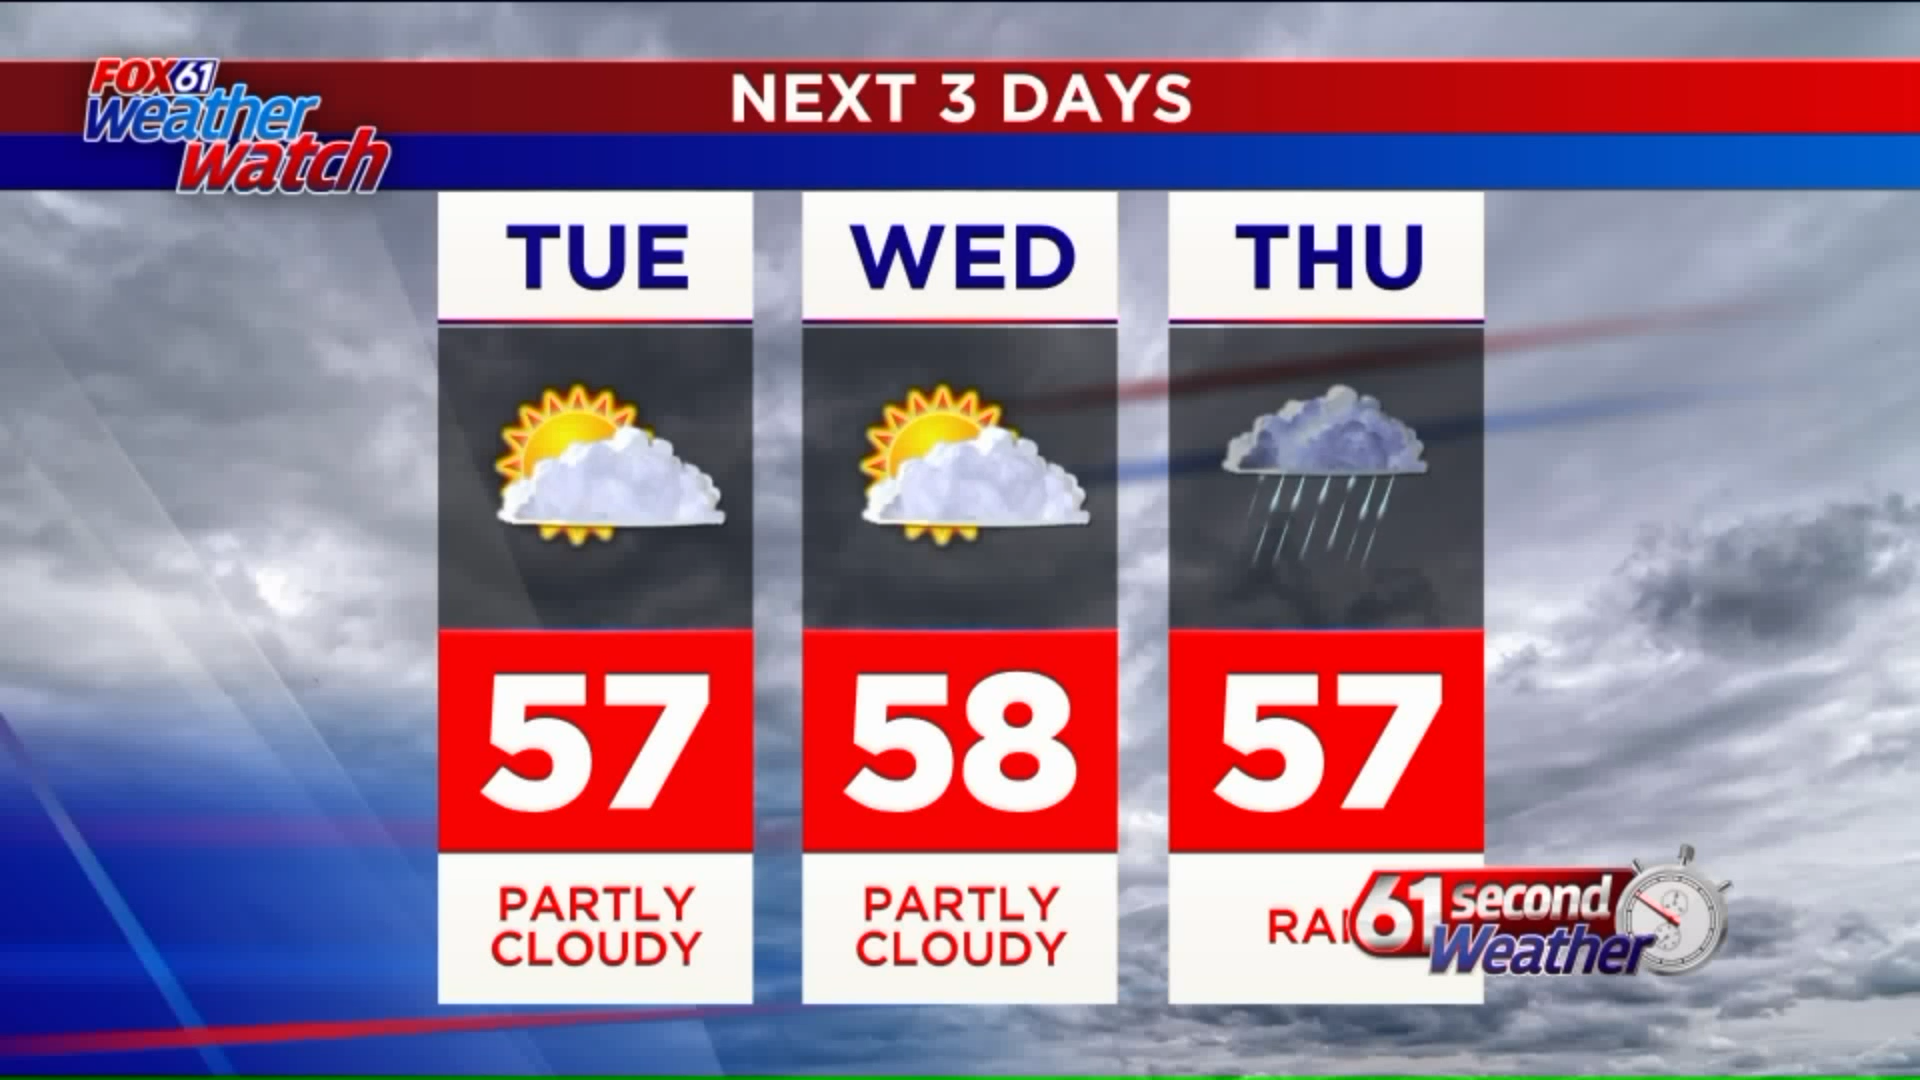 FOX61
Weather
watch
NEXT 3 DAYS
TUE
WED
THU
57
58
57
PARTLY
CLOUDY
PARTLY
CLOUDY
61 second
Weather